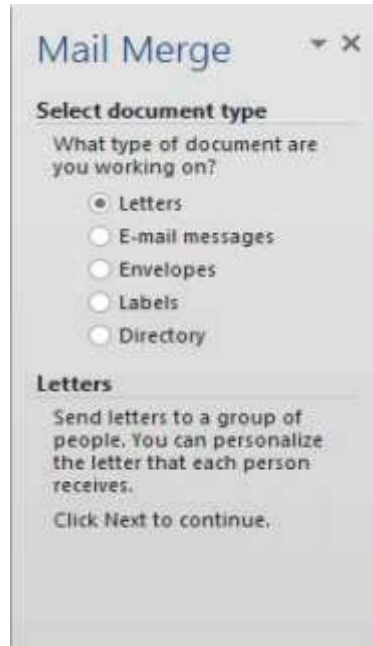 Mail Merge
Select document type
What type of document are
you working on?
Letters
E-mail messages
Envelopes
Labels
Directory
Letters
Send letters to a group of
people. You can personalize
the letter that each person
receives.
Click Next to continue.